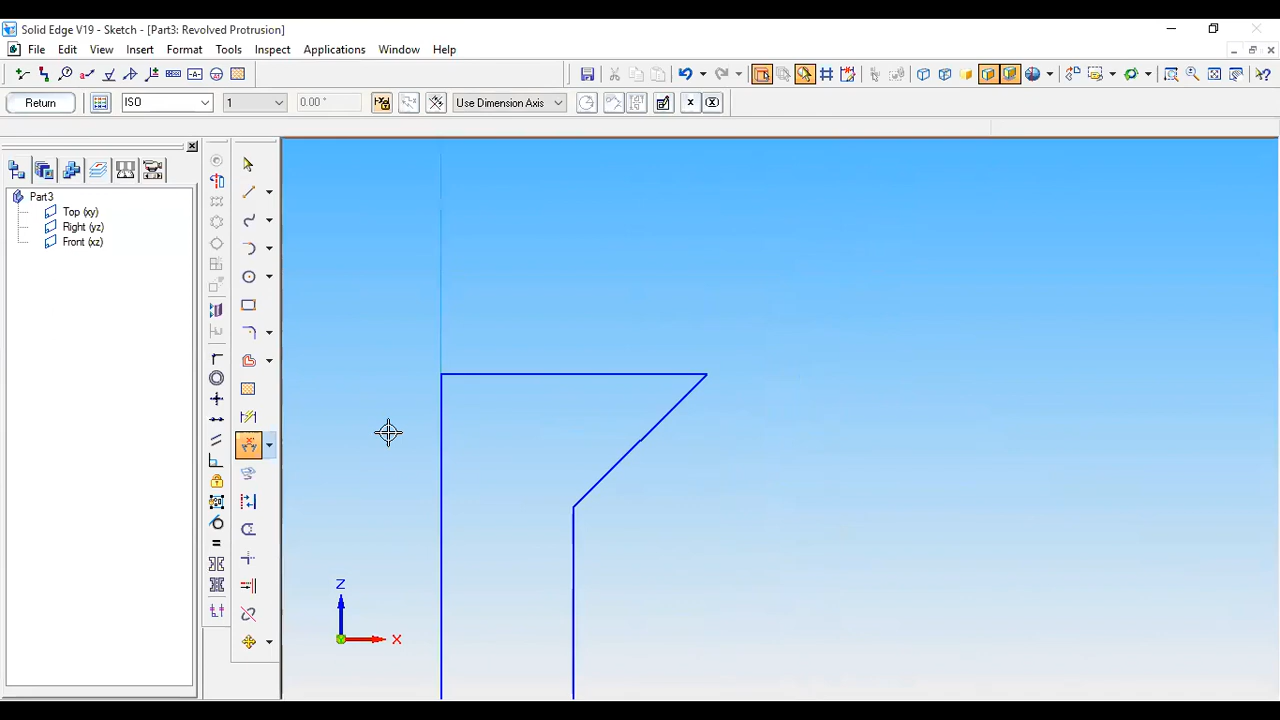 Solid Edge V19 - Sketch - [Part3: Revolved Protrusion]
File Edit View Insert Format Tools Inspect Applications Window Help
Return ISO 1 0.00 ° Use Dimension Axis
Part3
Top (xy)
Right (yz)
Front (xz)
Z
X